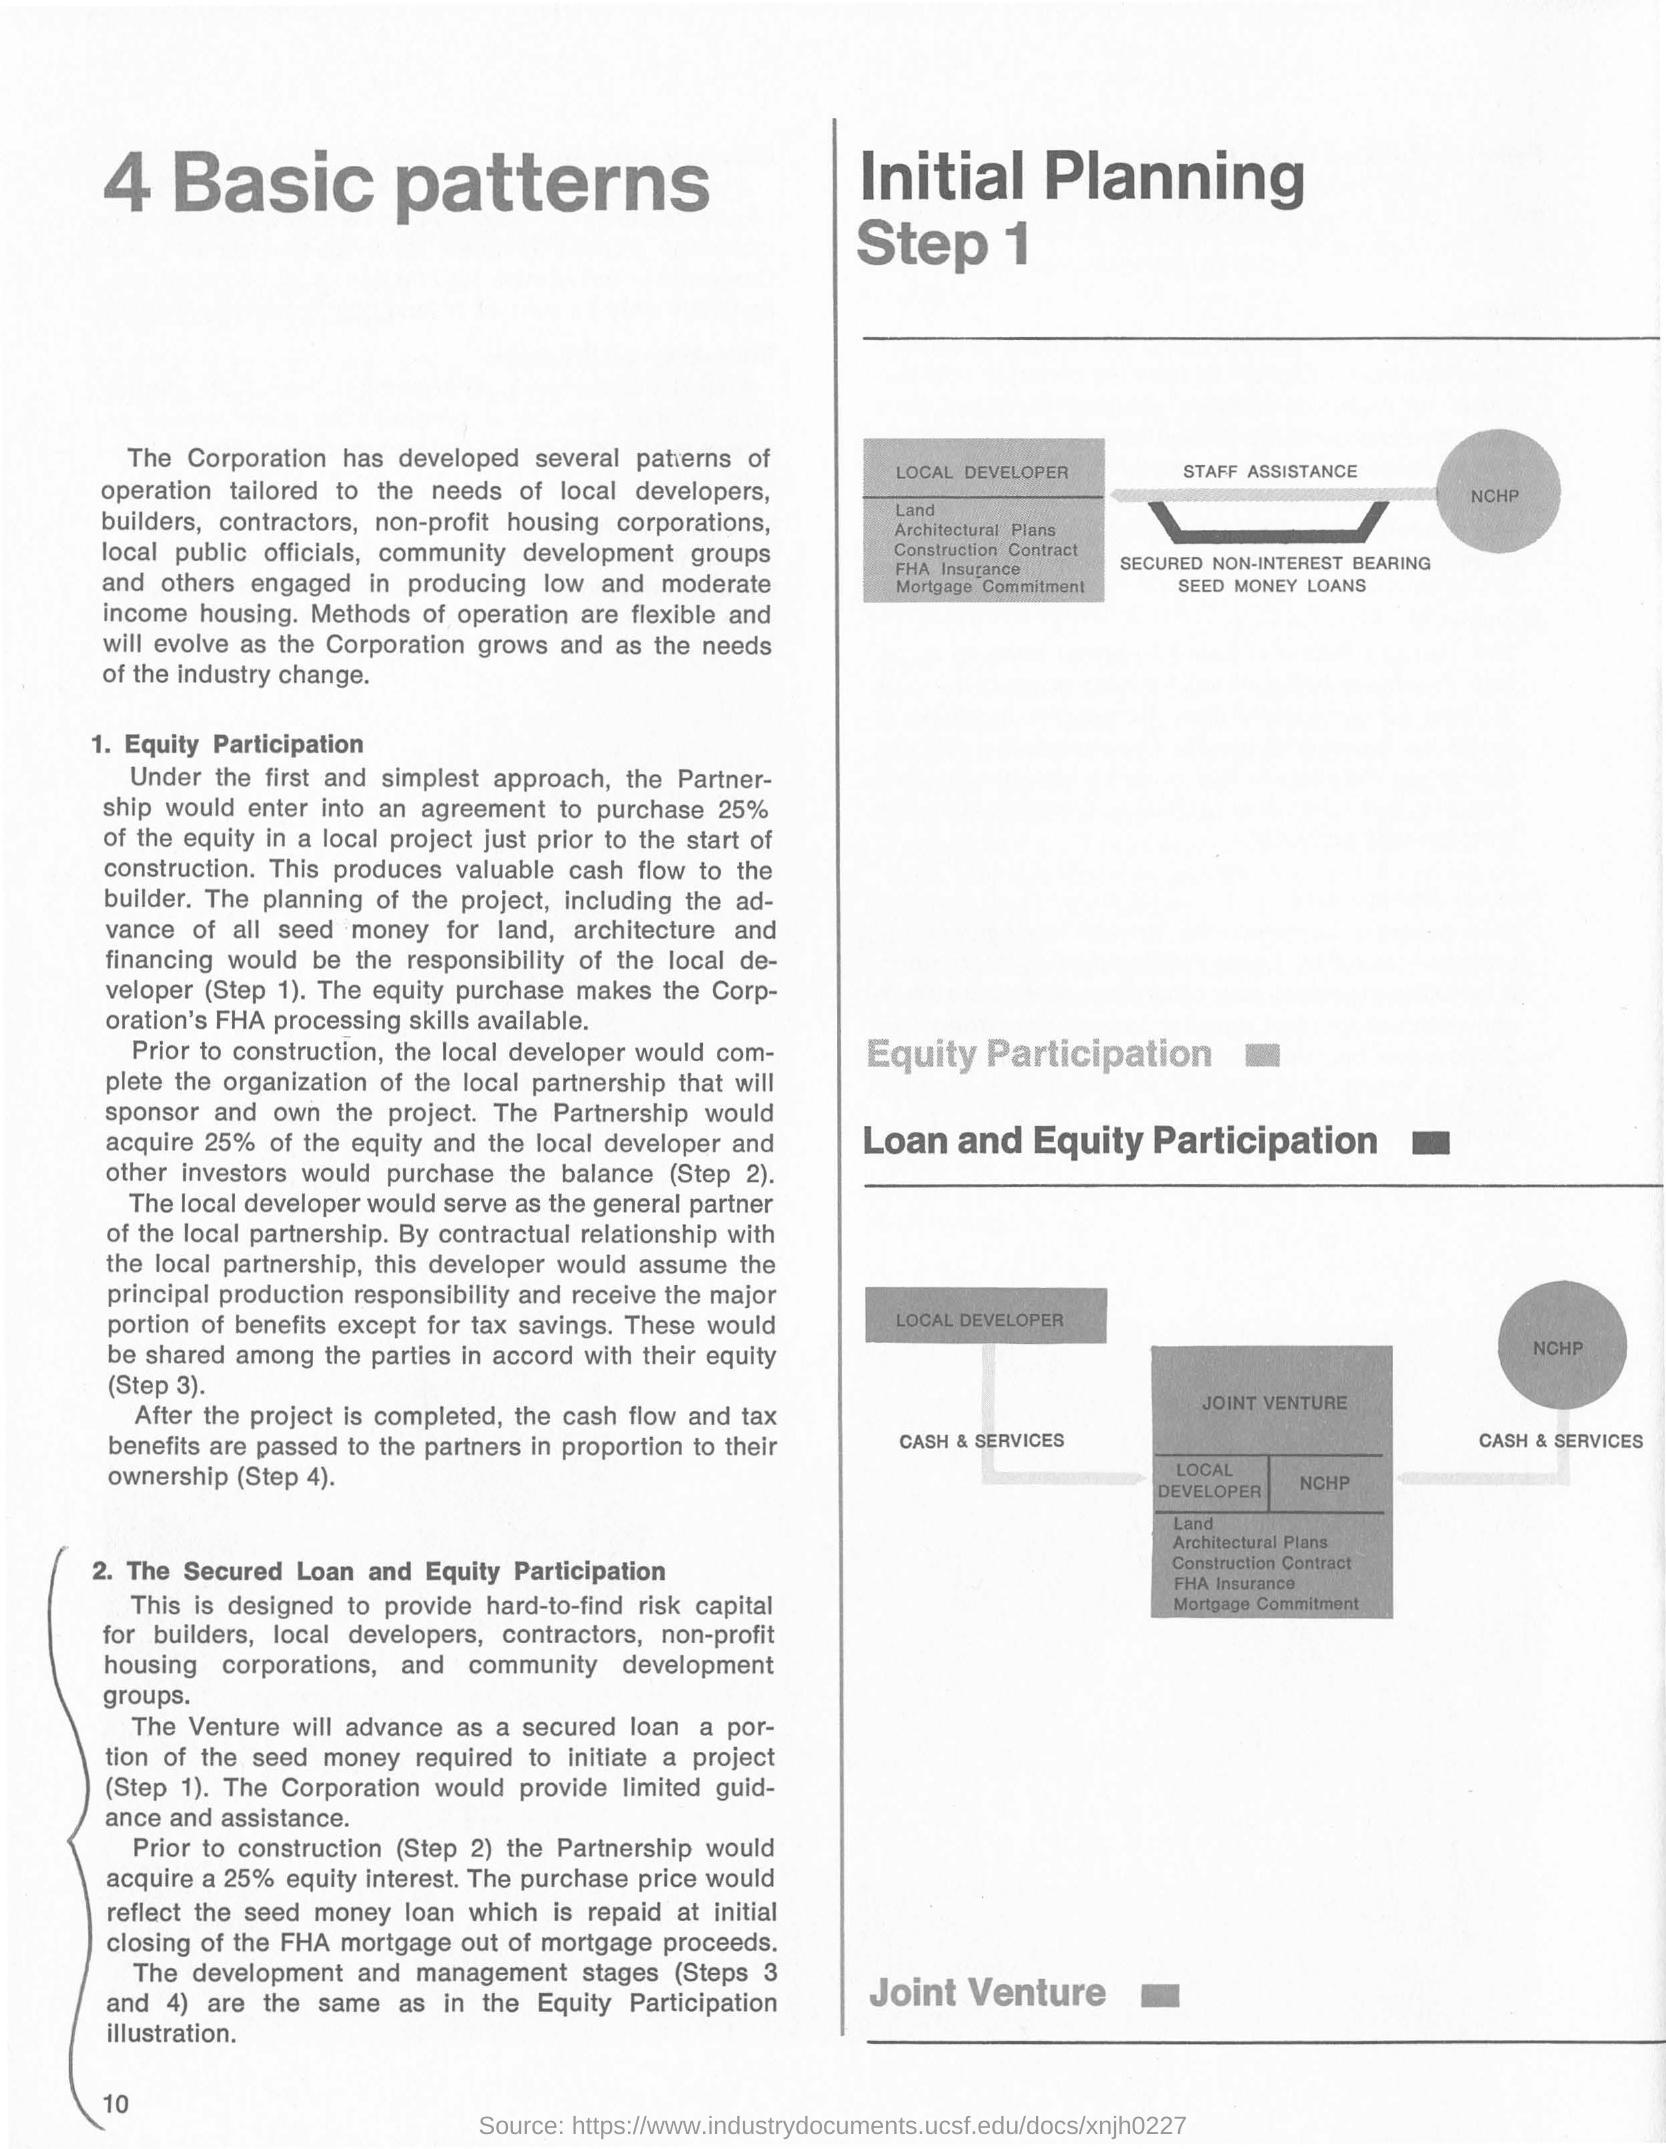 4 Basic patterns
The Corporation has developed several patterns of
operation tailored to the needs of local developers,
builders, contractors, non-profit housing corporations,
local public officials, community development groups
and others engaged in producing low and moderate
income housing. Methods of operation are flexible and
will evolve as the Corporation grows and as the needs
of the industry change.
1. Equity Participation
Under the first and simplest approach, the Partner-
ship would enter into an agreement to purchase 25%
of the equity in a local project just prior to the start of
construction. This produces valuable cash flow to the
builder. The planning of the project, including the ad-
vance of all seed money for land, architecture and
financing would be the responsibility of the local de-
veloper (Step 1). The equity purchase makes the Corp-
oration's FHA processing skills available.
Prior to construction, the local developer would com-
plete the organization of the local partnership that will
sponsor and own the project. The Partnership would
acquire 25% of the equity and the local developer and
other investors would purchase the balance (Step 2).
The local developer would serve as the general partner
of the local partnership. By contractual relationship with
the local partnership, this developer would assume the
principal production responsibility and receive the major
portion of benefits except for tax savings. These would
be shared among the parties in accord with their equity
(Step 3).
After the project is completed, the cash flow and tax
benefits are passed to the partners in proportion to their
ownership (Step 4).
2. The Secured Loan and Equity Participation
This is designed to provide hard-to-find risk capital
for builders, local developers, contractors, non-profit
housing corporations, and community development
groups.
The Venture will advance as a secured loan a por-
tion of the seed money required to initiate a project
(Step 1). The Corporation would provide limited guid-
ance and assistance.
Prior to construction (Step 2) the Partnership would
acquire a 25% equity interest. The purchase price would
reflect the seed money loan which is repaid at initial
closing of the FHA mortgage out of mortgage proceeds.
The development and management stages (Steps 3
and 4) are the same as in the Equity Participation
illustration.
10
Initial Planning
Step 1
LOCAL DEVELOPER
Land
Architectural Plans
Construction Contract
FHA Insurance
Mortgage Commitment
STAFF ASSISTANCE
SECURED NON-INTEREST BEARING
SEED MONEY LOANS
NCHP
Equity Participation
Loan and Equity Participation
LOCAL DEVELOPER
CASH & SERVICES
JOINT VENTURE
LOCAL
DEVELOPER
NCHP
Land
Architectural Plans
Construction Contract
FHA Insurance
Mortgage Commitment
NCHP
CASH & SERVICES
Joint Venture
Source: https://www.industrydocuments.ucsf.edu/docs/xnjh0227